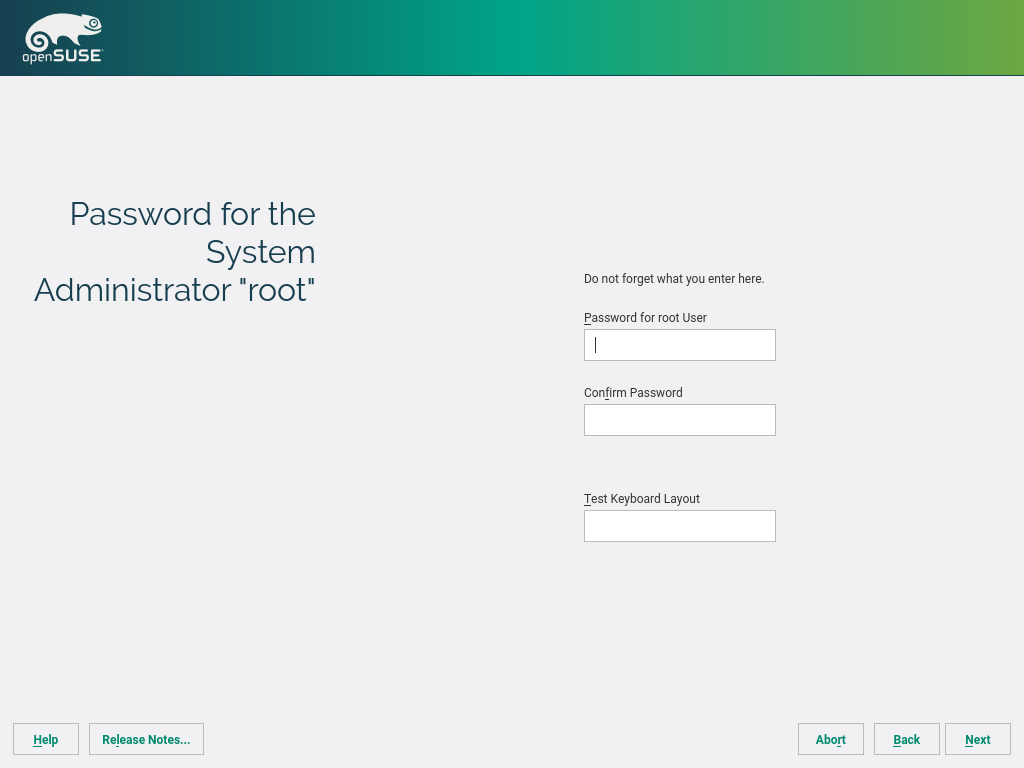 openSUSE
Password for the
System
Administrator "root"
Do not forget what you enter here.
Password for root User
Confirm Password
Test Keyboard Layout
Help
Release Notes...
Abort
Back
Next